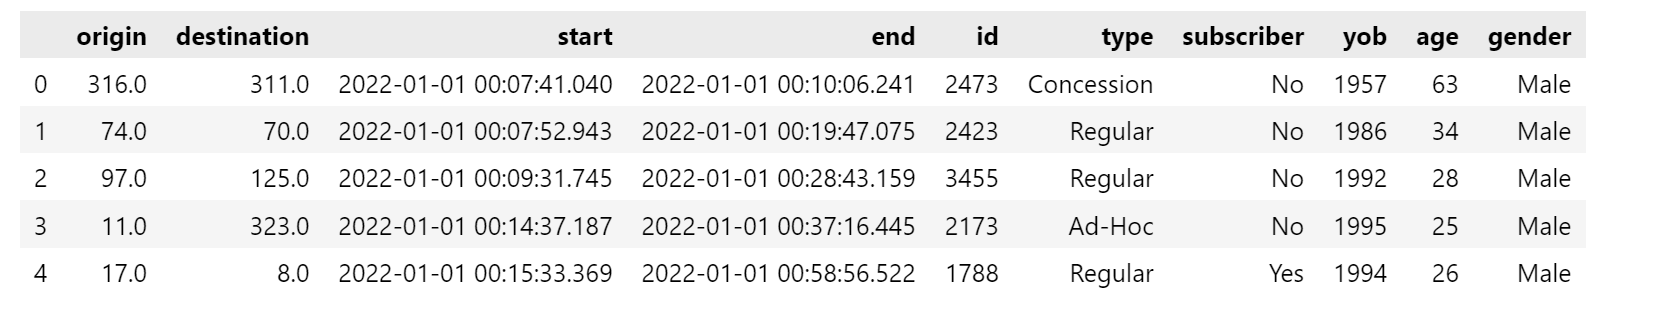 origin destination start end id type subscriber yob age gender
0 316.0 311.0 2022-01-01 00:07:41.040 2022-01-01 00:10:06.241 2473 Concession No 1957 63 Male
1 74.0 70.0 2022-01-01 00:07:52.943 2022-01-01 00:19:47.075 2423 Regular No 1986 34 Male
2 97.0 125.0 2022-01-01 00:09:31.745 2022-01-01 00:28:43.159 3455 Regular No 1992 28 Male
3 11.0 323.0 2022-01-01 00:14:37.187 2022-01-01 00:37:16.445 2173 Ad-Hoc No 1995 25 Male
4 17.0 8.0 2022-01-01 00:15:33.369 2022-01-01 00:58:56.522 1788 Regular Yes 1994 26 Male